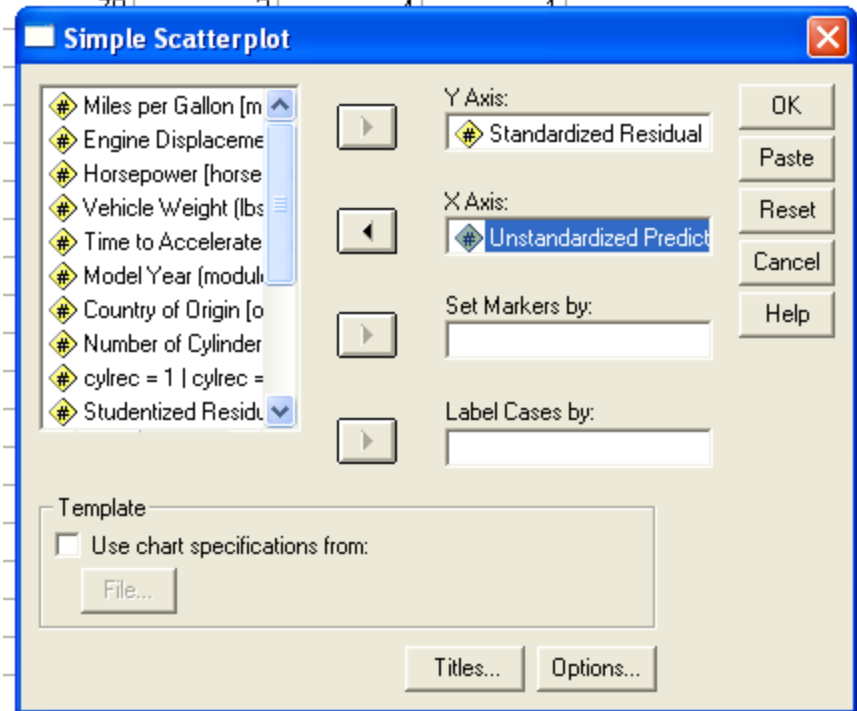 Simple Scatterplot
Miles per Gallon [m
Engine Displaceme
Horsepower [horse
Vehicle Weight (lbs
Time to Accelerate
Model Year (modulo
Country of Origin [o
Number of Cylinder
cylrec = 1 | cylrec =
Studentized Residu
Y Axis:
Standardized Residual
X Axis:
Unstandardized Predict
Set Markers by:
Label Cases by:
OK
Paste
Reset
Cancel
Help
Template
Use chart specifications from:
File...
Titles...
Options...